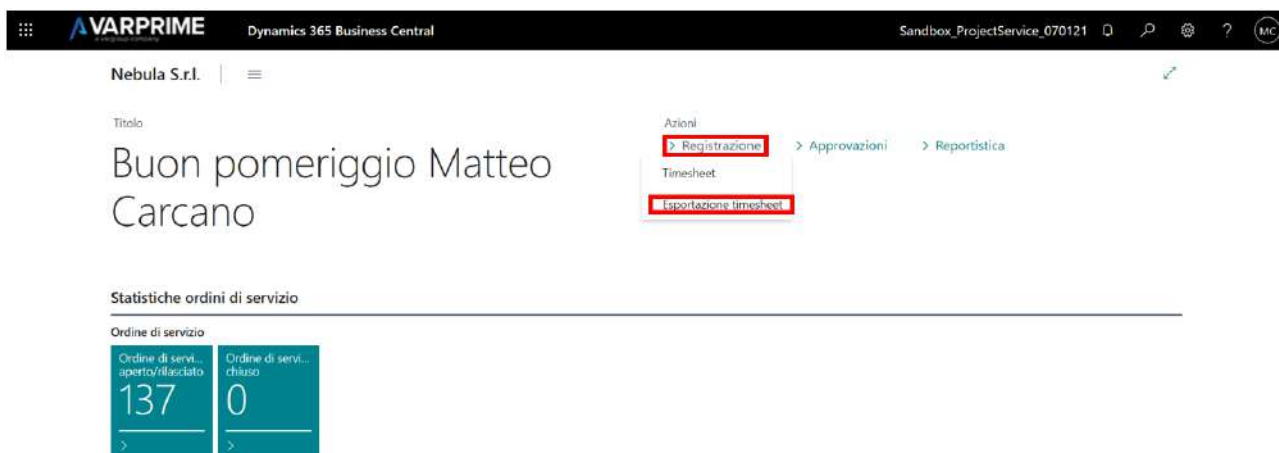 VARPRIME
Dynamics 365 Business Central
Sandbox_ProjectService_070121
?
MC
Nebula S.r.l.
Titolo
Buon pomeriggio Matteo
Carcano
Azioni
> Registrazione
> Approvazioni
> Reportistica
Timesheet
Esportazione timesheet
Statistiche ordini di servizio
Ordine di servizio
Ordine di servi...
aperto/rilasciato
137
>
Ordine di servi...
chiuso
0
>